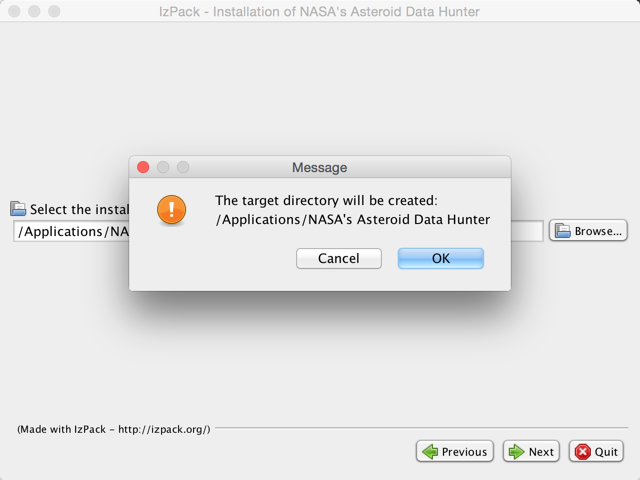 IzPack - Installation of NASA's Asteroid Data Hunter
Message
The target directory will be created:
/Applications/NASA's Asteroid Data Hunter
Cancel
OK
Select the instal
/Applications/NA
Browse...
(Made with IzPack - http://izpack.org/)
Previous
Next
Quit